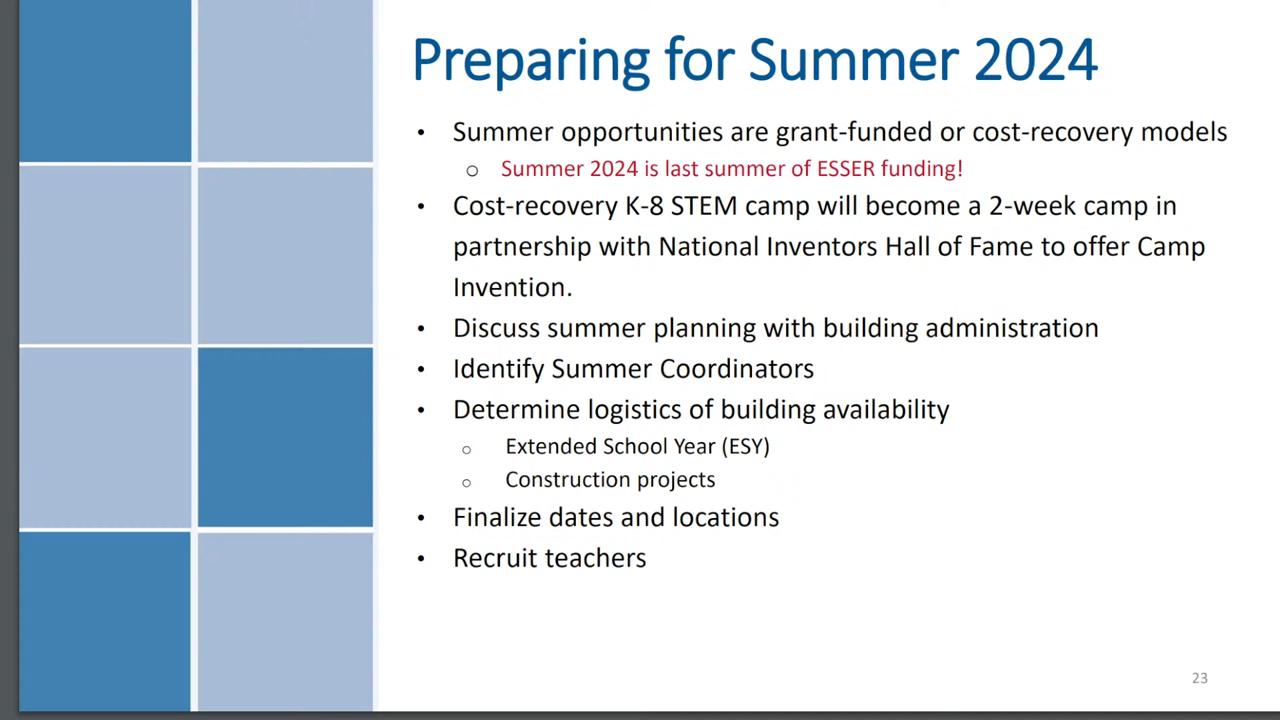 Preparing for Summer 2024
• Summer opportunities are grant-funded or cost-recovery models
○ Summer 2024 is last summer of ESSER funding!
• Cost-recovery K-8 STEM camp will become a 2-week camp in
partnership with National Inventors Hall of Fame to offer Camp
Invention.
• Discuss summer planning with building administration
• Identify Summer Coordinators
• Determine logistics of building availability
○ Extended School Year (ESY)
○ Construction projects
• Finalize dates and locations
• Recruit teachers
23